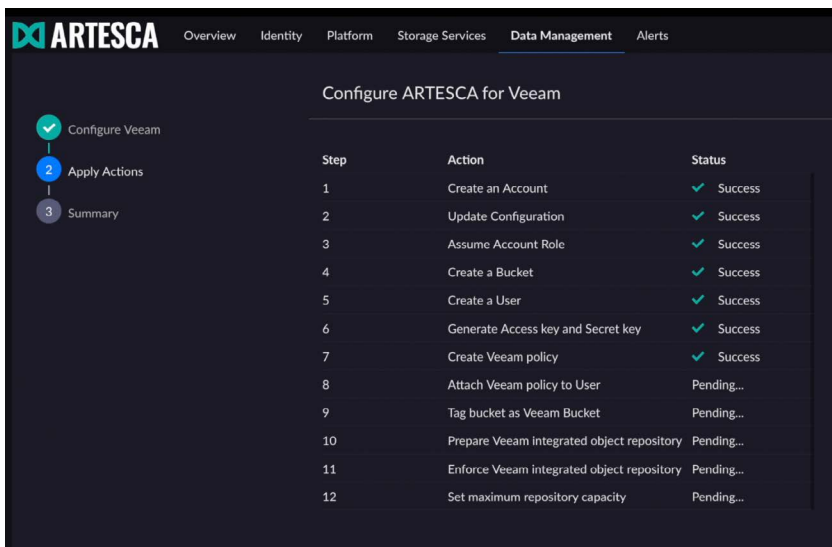 ARTESCA Overview Identity Platform Storage Services Data Management Alerts
Configure ARTESCA for Veeam
Configure Veeam
2 Apply Actions
3 Summary
Step Action Status
1 Create an Account Success
2 Update Configuration Success
3 Assume Account Role Success
4 Create a Bucket Success
5 Create a User Success
6 Generate Access key and Secret key Success
7 Create Veeam policy Success
8 Attach Veeam policy to User Pending...
9 Tag bucket as Veeam Bucket Pending...
10 Prepare Veeam integrated object repository Pending...
11 Enforce Veeam integrated object repository Pending...
12 Set maximum repository capacity Pending...